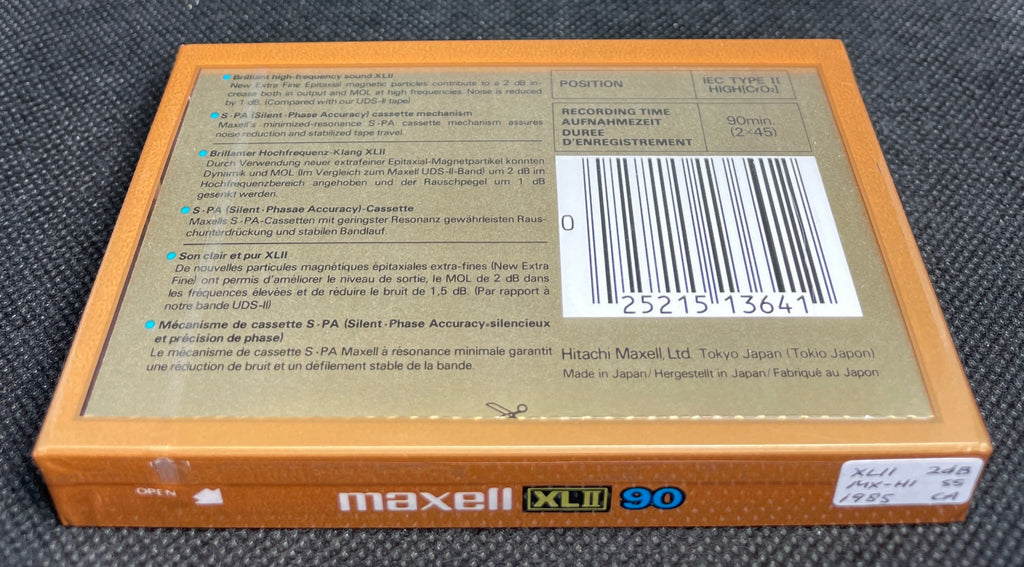 Brilliant high-frequency sound XLII
New Extra Fine Epitaxial magnetic particles contribute to a 2 dB in-
crease both in output and MOL at high frequencies. Noise is reduced
by 1 dB. (Compared with our UDS-II tape)
S·PA (Silent·Phase Accuracy) cassette mechanism
Maxell's minimized-resonance S·PA cassette mechanism assures
noise reduction and stabilized tape travel.
Brillanter Hochfrequenz-Klang XLII
Durch Verwendung neuer extrafeiner Epitaxial-Magnetpartikel konnten
Dynamik und MOL (Im Vergleich zum Maxell UDS-II-Band) um 2 dB im
Hochfrequenzbereich angehoben und der Rauschpegel um 1 dB
gesenkt werden.
S·PA (Silent·Phasae Accuracy)-Cassette
Maxells S·PA-Cassetten mit geringster Resonanz gewährleisten Raus-
chunterdrückung und stabilen Bandlauf.
Son clair et pur XLII
De nouvelles particules magnétiques épitaxiales extra-fines (New Extra
Fine) ont permis d'améliorer le niveau de sortie, le MOL de 2 dB dans
les fréquences élevées et de réduire le bruit de 1,5 dB. (Par rapport à
notre bande UDS-II)
Mécanisme de cassette S·PA (Silent·Phase Accuracy-silencieux
et précision de phase)
Le mécanisme de cassette S·PA Maxell à résonance minimale garantit
une réduction de bruit et un défilement stable de la bande.
POSITION
IEC TYPE II
HIGH[CrO₂]
RECORDING TIME
AUFNAHMEZEIT
DUREE
D'ENREGISTREMENT
90min.
(2×45)
0
25215 13641
Hitachi Maxell, Ltd. Tokyo Japan (Tokio Japon)
Made in Japan/Hergestellt in Japan/Fabriqué au Japon
OPEN
maxell XLII 90
XLII 2dB
MX-HI SS
1985 CA